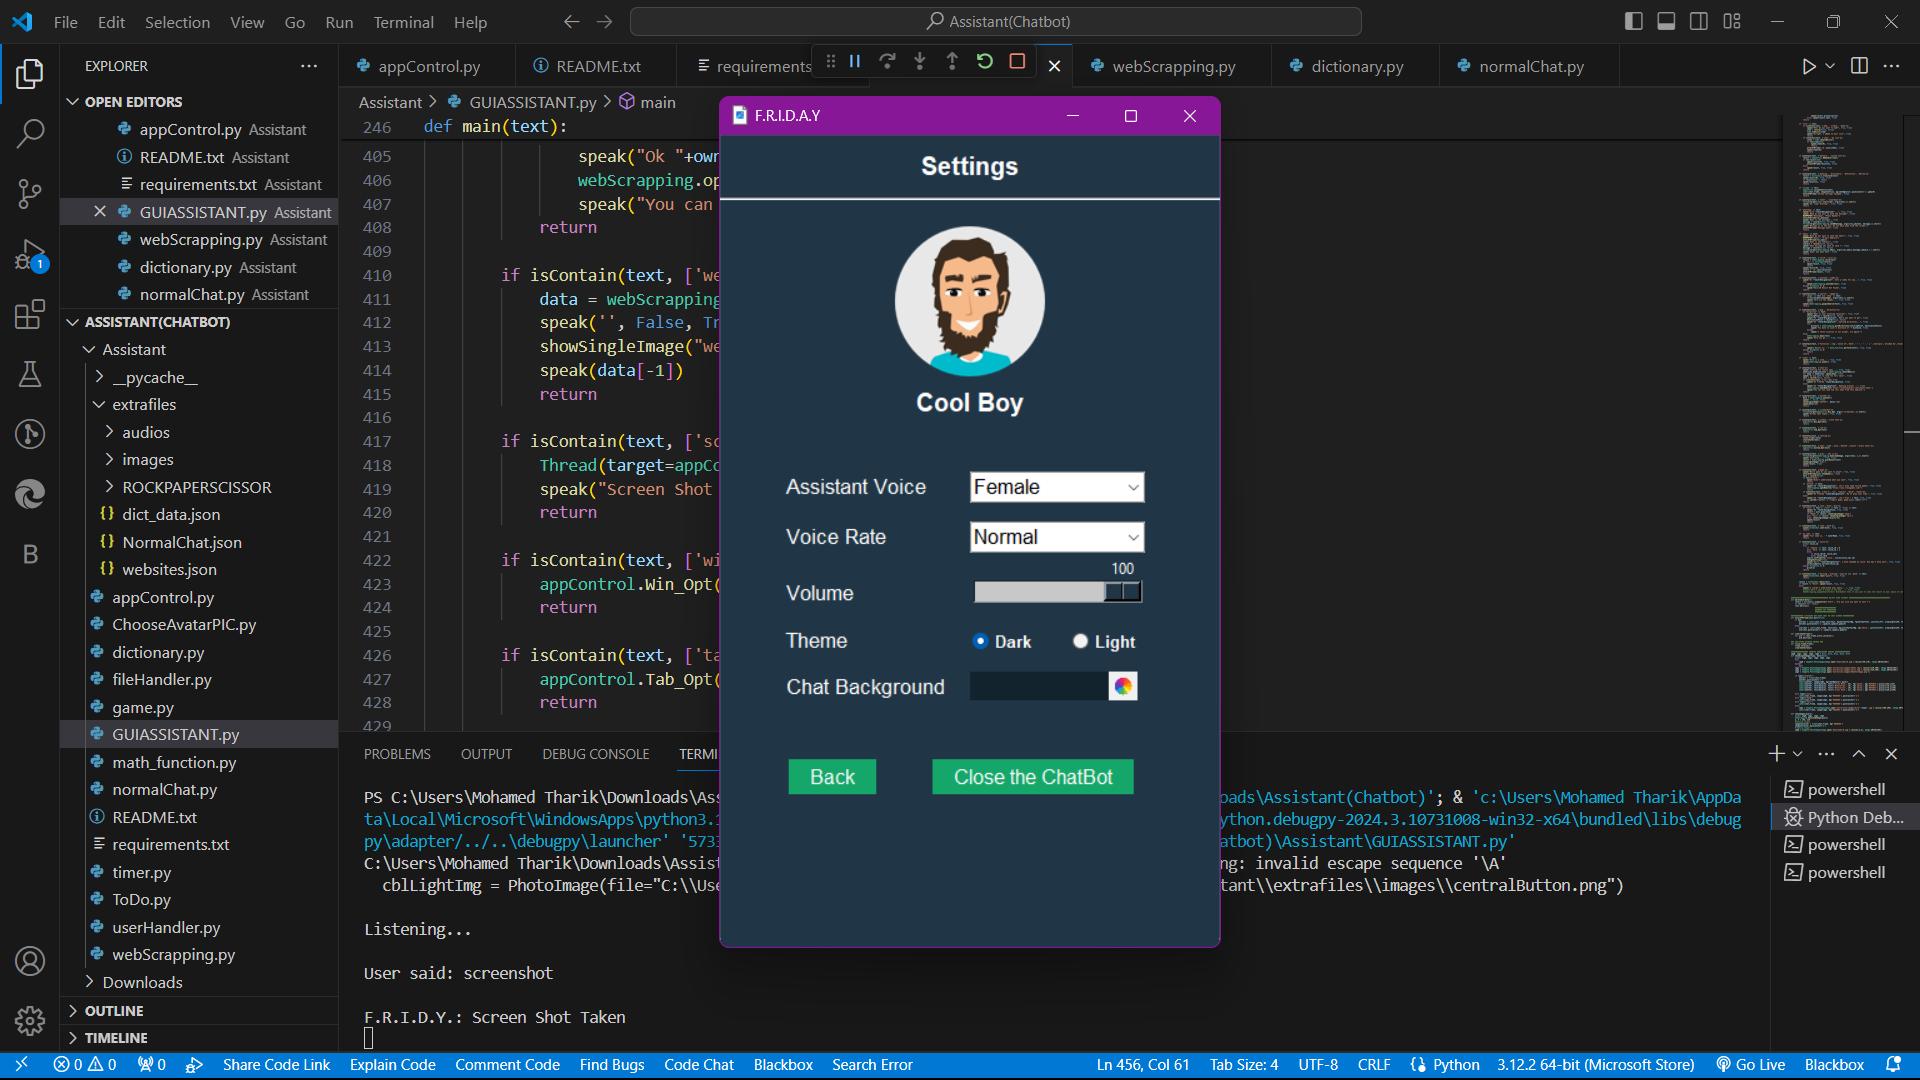 File Edit Selection View Go Run Terminal Help
Assistant(Chatbot)
EXPLORER
OPEN EDITORS
appControl.py Assistant
README.txt Assistant
requirements.txt Assistant
GUIASSISTANT.py Assistant
webScrapping.py Assistant
dictionary.py Assistant
normalChat.py Assistant
ASSISTANT(CHATBOT)
Assistant
__pycache__
extrafiles
audios
images
ROCKPAPERSCISSOR
dict_data.json
NormalChat.json
websites.json
appControl.py
ChooseAvatarPIC.py
dictionary.py
fileHandler.py
game.py
GUIASSISTANT.py
math_function.py
normalChat.py
README.txt
requirements.txt
timer.py
ToDo.py
userHandler.py
webScrapping.py
Downloads
OUTLINE
TIMELINE
1
B
appControl.py
README.txt
requirements
webScrapping.py
dictionary.py
normalChat.py
Assistant > GUIASSISTANT.py > main
246 def main(text):
405 speak("Ok "+own
406 webScrapping.op
407 speak("You can
408 return
409
410 if isContain(text, ['we
411 data = webScrapping
412 speak('', False, Tr
413 showSingleImage("we
414 speak(data[-1])
415 return
416
417 if isContain(text, ['sc
418 Thread(target=appCo
419 speak("Screen Shot
420 return
421
422 if isContain(text, ['wi
423 appControl.Win_Opt(
424 return
425
426 if isContain(text, ['ta
427 appControl.Tab_Opt(
428 return
429
F.R.I.D.A.Y
Settings
Cool Boy
Assistant Voice Female
Voice Rate Normal
100
Volume
Theme Dark Light
Chat Background
Back Close the ChatBot
PROBLEMS OUTPUT DEBUG CONSOLE TERMI
PS C:\Users\Mohamed Tharik\Downloads\Ass oads\Assistant(Chatbot)'; & 'c:\Users\Mohamed Tharik\AppDa
ta\Local\Microsoft\WindowsApps\python3.1 ython.debugpy-2024.3.10731008-win32-x64\bundled\libs\debug
py\adapter/../..\debugpy\launcher' '573 atbot)\Assistant\GUIASSISTANT.py'
C:\Users\Mohamed Tharik\Downloads\Assist ng: invalid escape sequence '\A'
cblLightImg = PhotoImage(file="C:\\Use tant\\extrafiles\\images\\centralButton.png")
Listening...
User said: screenshot
F.R.I.D.Y.: Screen Shot Taken
powershell
Python Deb...
powershell
powershell
0 0 0 Share Code Link Explain Code Comment Code Find Bugs Code Chat Blackbox Search Error Ln 456, Col 61 Tab Size: 4 UTF-8 CRLF Python 3.12.2 64-bit (Microsoft Store) Go Live Blackbox